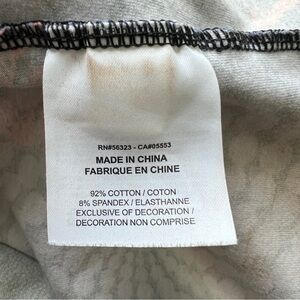 RN#56323 - CA#05553
MADE IN CHINA
FABRIQUE EN CHINE
92% COTTON / COTON
8% SPANDEX / ELASTHANNE
EXCLUSIVE OF DECORATION /
DECORATION NON COMPRISE